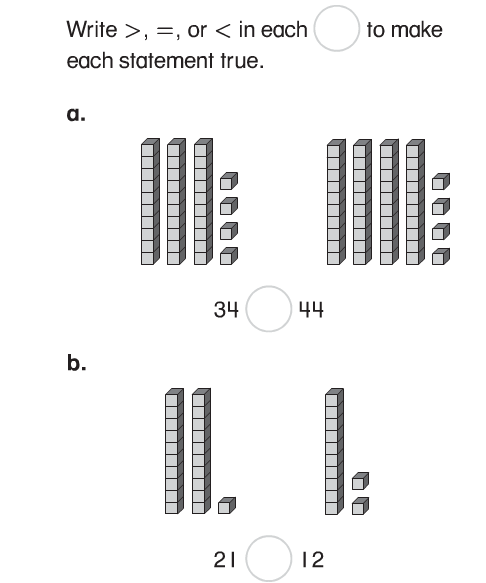 Write >, =, or < in each to make
each statement true.
a.
34 44
b.
21 12